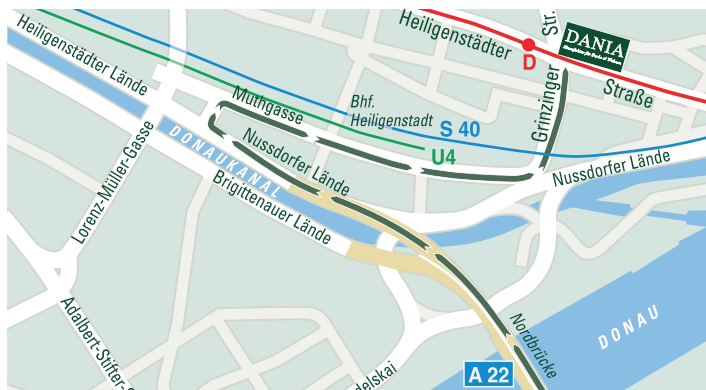 Heiligenstädter
Str.
DANIA
D
Straße
Heiligenstädter Lände
Muthgasse
Bhf.
Heiligenstadt
S 40
U4
Grinzinger
Nussdorfer Lände
DONAUKANAL
Nussdorfer Lände
Brigittenauer Lände
Lorenz-Müller-Gasse
Adalbert-Stifter-
Nordbrücke
DONAU
A 22
delskai